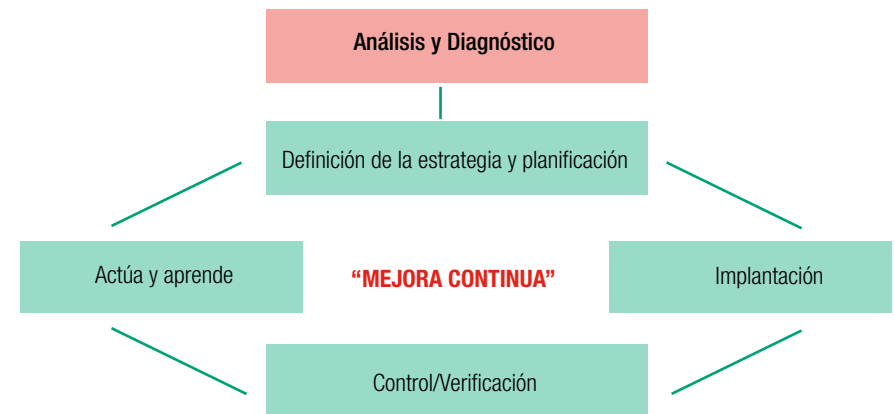 Análisis y Diagnóstico
Definición de la estrategia y planificación
Actúa y aprende
“MEJORA CONTINUA”
Implantación
Control/Verificación